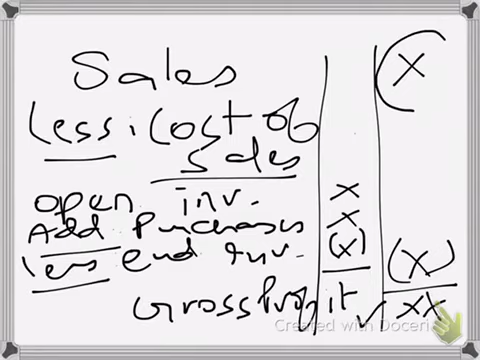 Sales X
Less: Cost of
sales
open inv. X
Add Purchases X
less end Inv. (X) (X)
Gross Profit ✓ XX
Created with Doceri